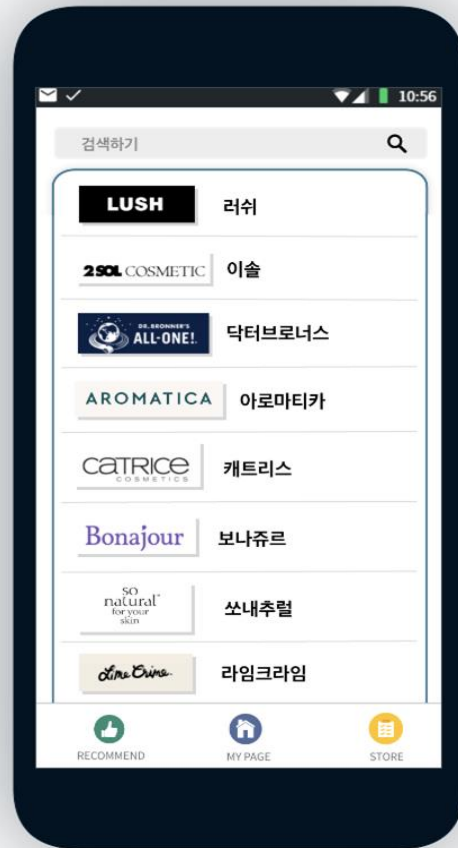 10:56
검색하기
LUSH 러쉬
2SOL COSMETIC 이솔
DR. BRONNER'S
ALL-ONE! 닥터브로너스
AROMATICA 아로마티카
CATRICE
COSMETICS 캐트리스
Bonajour 보나쥬르
so
natural
for your
skin 쏘내추럴
Lime Crime 라임크라임
RECOMMEND MY PAGE STORE